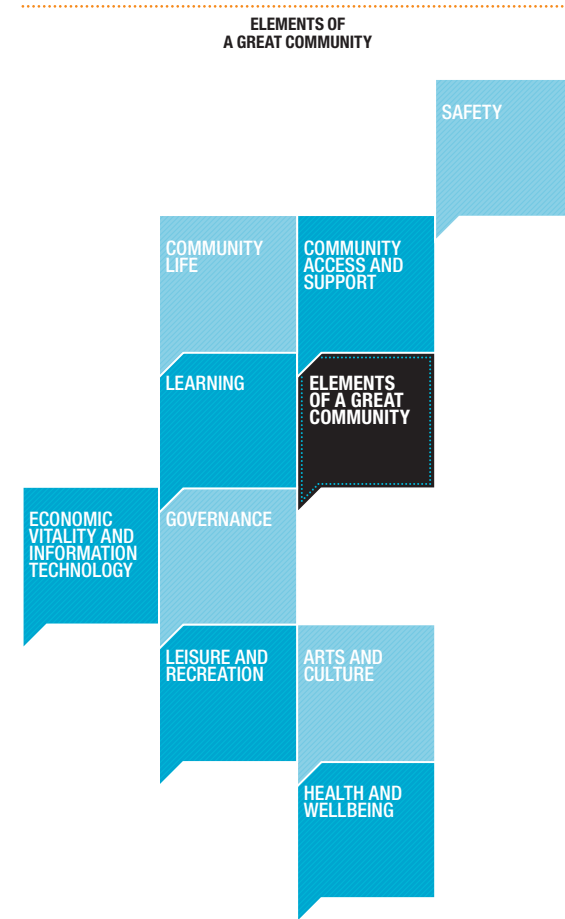 ELEMENTS OF
A GREAT COMMUNITY
SAFETY
COMMUNITY
LIFE
COMMUNITY
ACCESS AND
SUPPORT
LEARNING
ELEMENTS
OF A GREAT
COMMUNITY
ECONOMIC
VITALITY AND
INFORMATION
TECHNOLOGY
GOVERNANCE
LEISURE AND
RECREATION
ARTS AND
CULTURE
HEALTH AND
WELLBEING